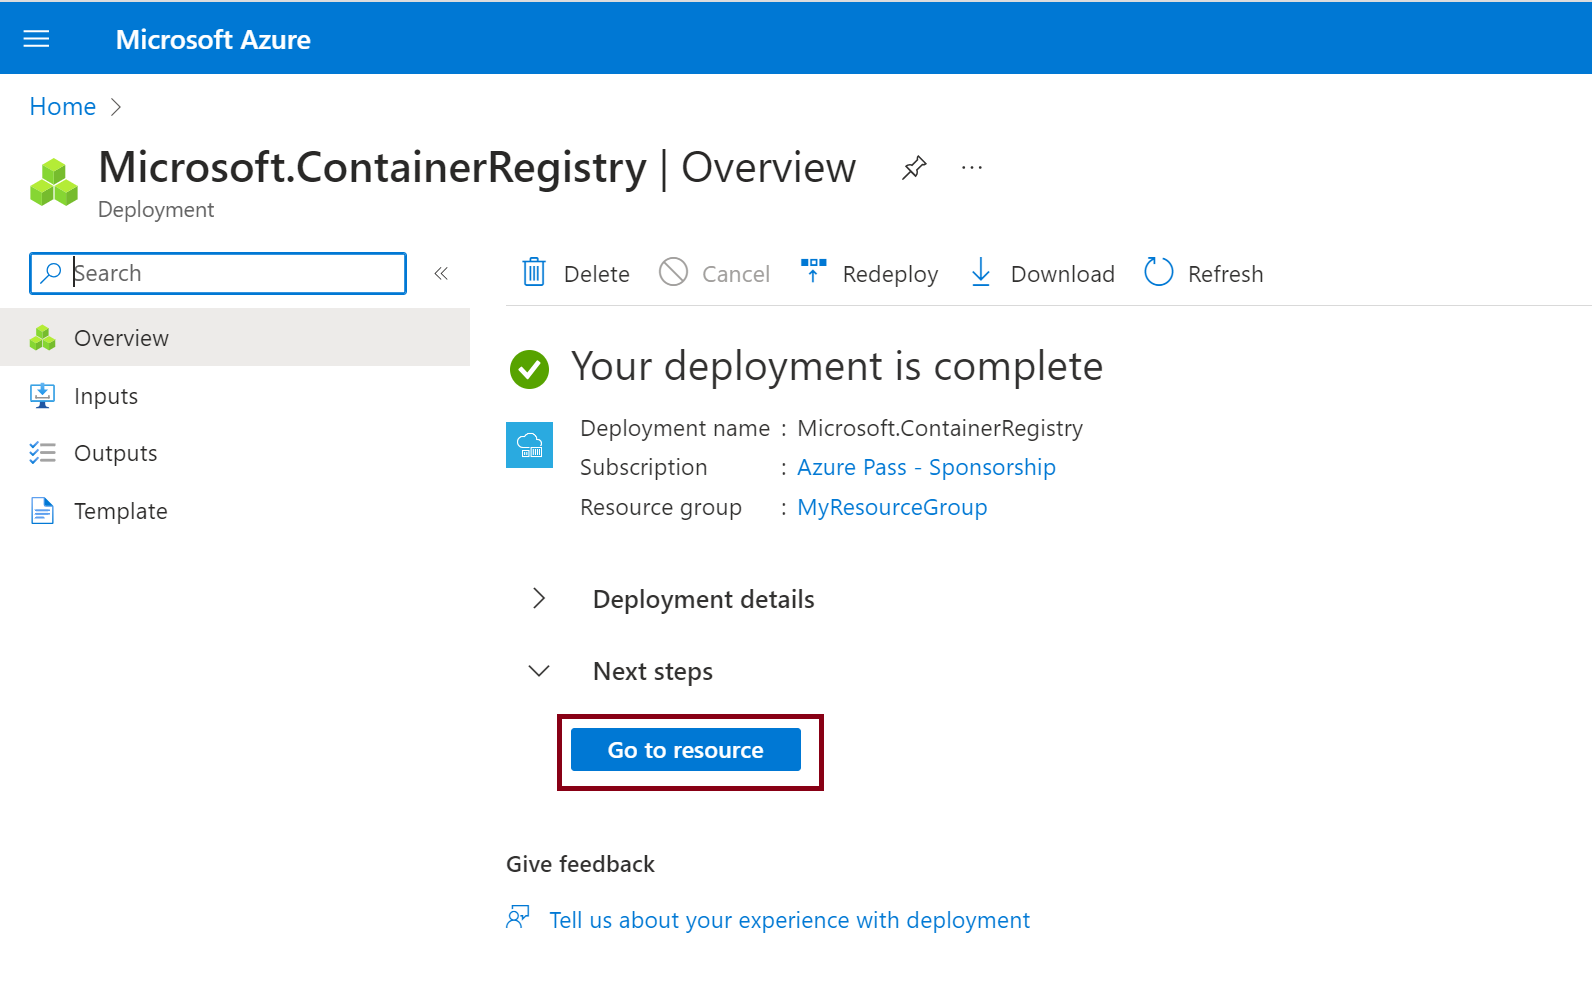 Microsoft Azure
Home
Microsoft.ContainerRegistry | Overview
Deployment
Search
Delete Cancel Redeploy Download Refresh
Overview
Inputs
Outputs
Template
Your deployment is complete
Deployment name : Microsoft.ContainerRegistry
Subscription : Azure Pass - Sponsorship
Resource group : MyResourceGroup
Deployment details
Next steps
Go to resource
Give feedback
Tell us about your experience with deployment